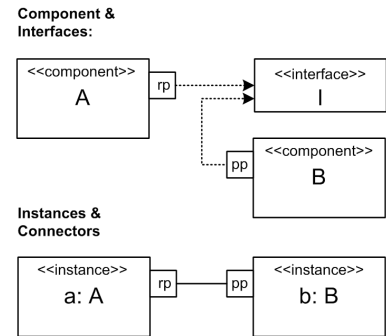 Component &
Interfaces:
<<component>>
A
rp
<<interface>>
I
<<component>>
B
pp
Instances &
Connectors
<<instance>>
a: A
rp
pp
<<instance>>
b: B